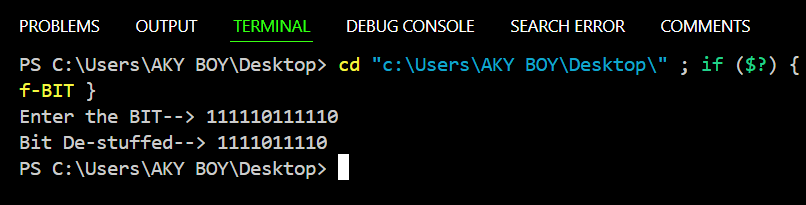 PROBLEMS OUTPUT TERMINAL DEBUG CONSOLE SEARCH ERROR COMMENTS
PS C:\Users\AKY BOY\Desktop> cd "c:\Users\AKY BOY\Desktop\" ; if ($?) {
f-BIT }
Enter the BIT--> 111110111110
Bit De-stuffed--> 1111011110
PS C:\Users\AKY BOY\Desktop>